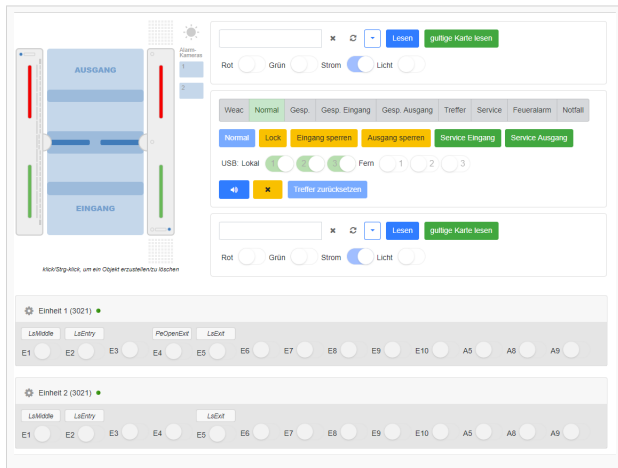 Alarm-
Kameras
1
2
AUSGANG
EINGANG
klick/Strg-klick, um ein Objekt erzustellen/zu löschen
Lesen
gultige Karte lesen
Rot
Grün
Strom
Licht
Weac
Normal
Gesp.
Gesp. Eingang
Gesp. Ausgang
Treffer
Service
Feueralarm
Notfall
Normal
Lock
Eingang sperren
Ausgang sperren
Service Eingang
Service Ausgang
USB: Lokal
1
2
3
Fern
1
2
3
Treffer zurücksetzen
Lesen
gultige Karte lesen
Rot
Grün
Strom
Licht
Einheit 1 (3021)
LsMiddle
LsEntry
PeOpenExit
LsExit
E1
E2
E3
E4
E5
E6
E7
E8
E9
E10
A5
A8
A9
Einheit 2 (3021)
LsMiddle
LsEntry
LsExit
E1
E2
E3
E4
E5
E6
E7
E8
E9
E10
A5
A8
A9